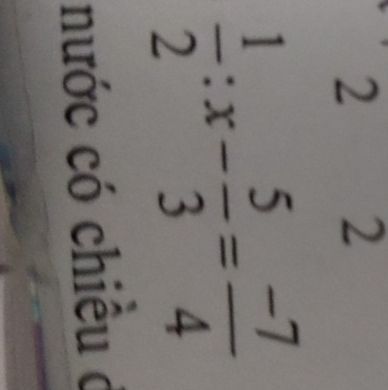 2 2
1/2 : x - 5/3 = -7/4
nước có chiều